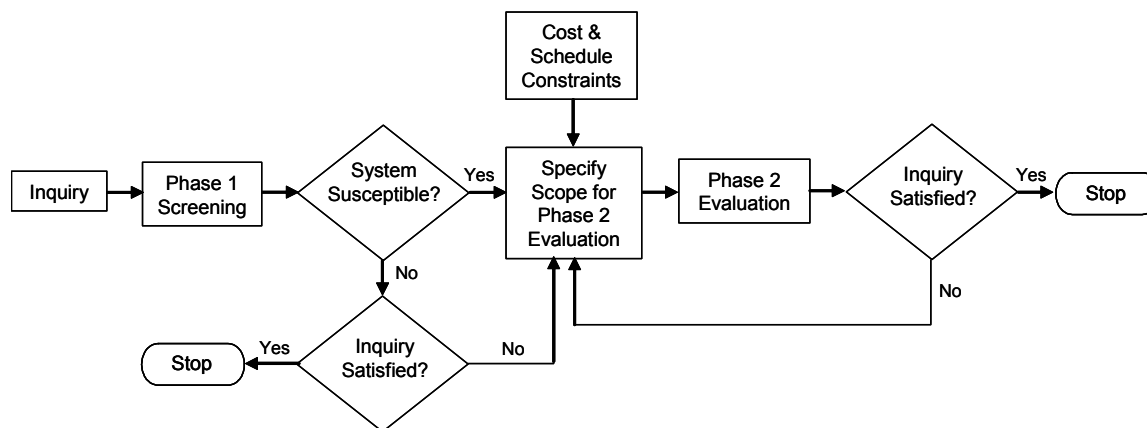 Cost &
Schedule
Constraints
Inquiry
Phase 1
Screening
System
Susceptible?
Yes
No
Specify
Scope for
Phase 2
Evaluation
Phase 2
Evaluation
Inquiry
Satisfied?
Yes
Stop
No
Inquiry
Satisfied?
Yes
Stop
No